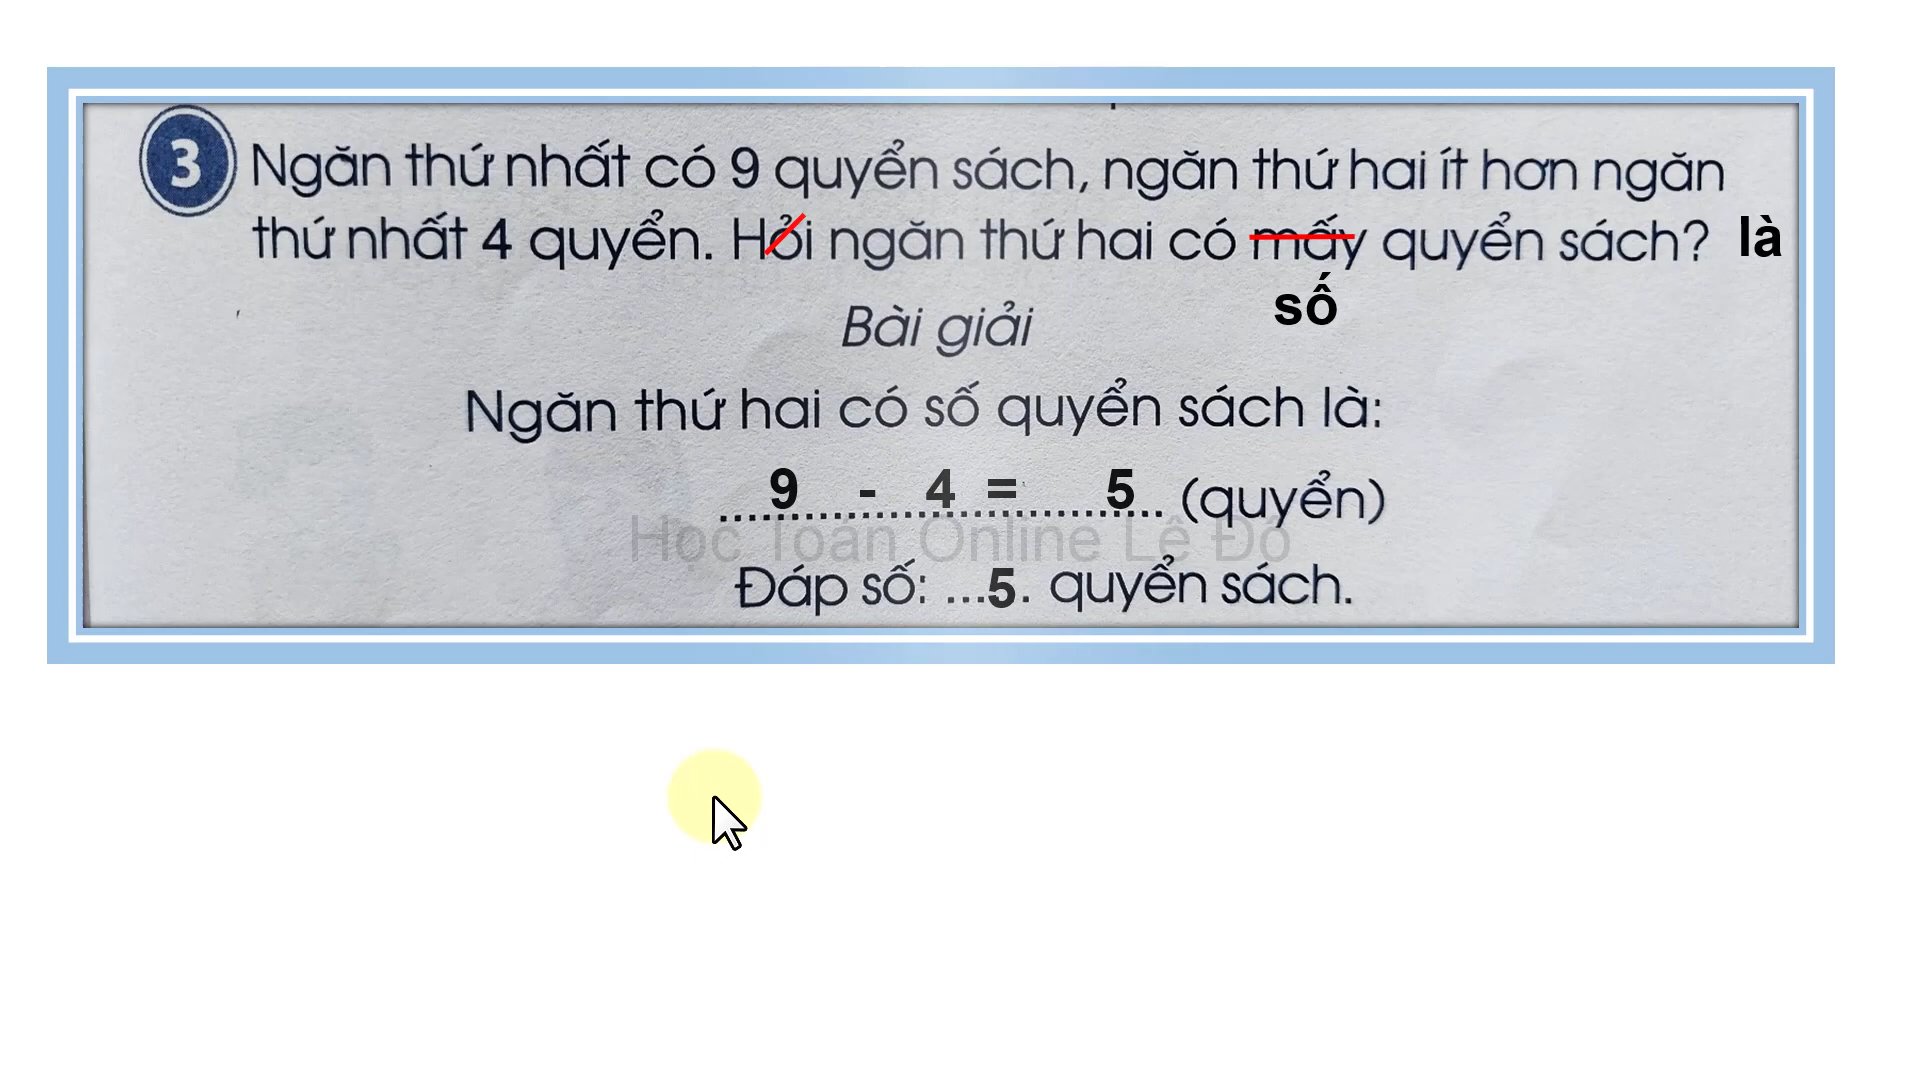 3 Ngăn thứ nhất có 9 quyển sách, ngăn thứ hai ít hơn ngăn
thứ nhất 4 quyển. Hỏi ngăn thứ hai có mấy quyển sách? là
số
Bài giải
Ngăn thứ hai có số quyển sách là:
9 - 4 = 5 (quyển)
Học Toán Online Lê Đô
Đáp số: ...5. quyển sách.